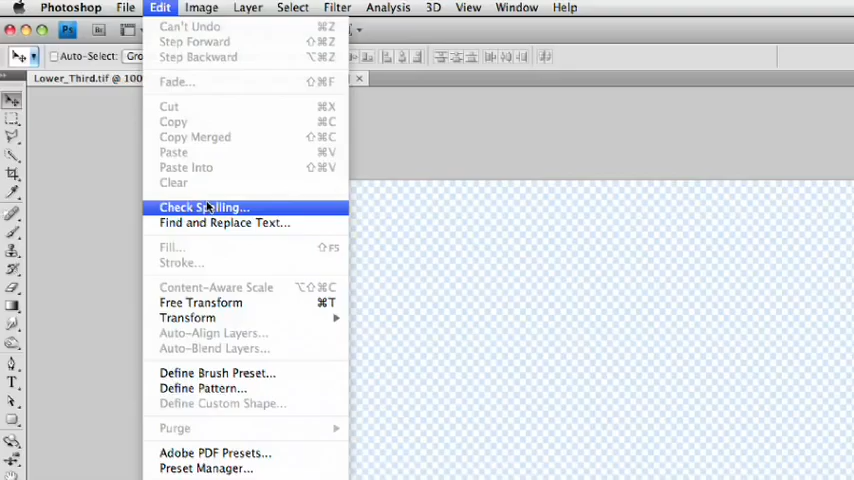 Photoshop File Edit Image Layer Select Filter Analysis 3D View Window Help
Ps Br
Auto-Select: Gro
Lower_Third.tif @ 100
Can't Undo ⌘Z
Step Forward ⇧⌘Z
Step Backward ⌥⌘Z
Fade... ⇧⌘F
Cut ⌘X
Copy ⌘C
Copy Merged ⇧⌘C
Paste ⌘V
Paste Into ⇧⌘V
Clear
Check Spelling...
Find and Replace Text...
Fill... ⇧F5
Stroke...
Content-Aware Scale ⌥⇧⌘C
Free Transform ⌘T
Transform
Auto-Align Layers...
Auto-Blend Layers...
Define Brush Preset...
Define Pattern...
Define Custom Shape...
Purge
Adobe PDF Presets...
Preset Manager...